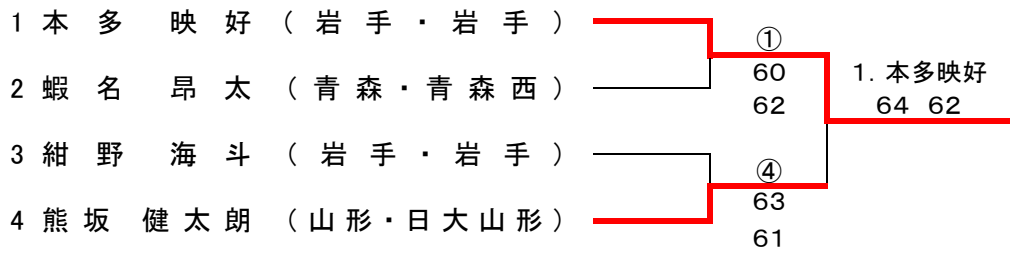 1 本多 映好 (岩手・岩手)
2 蝦名 昂太 (青森・青森西)
3 紺野 海斗 (岩手・岩手)
4 熊坂 健太朗 (山形・日大山形)
①
60
62
④
63
61
1. 本多映好
64 62